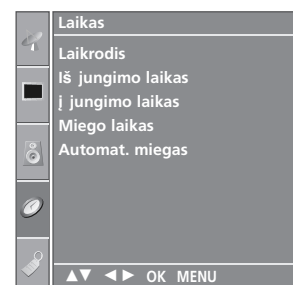 Laikas
Laikrodis
Iš jungimo laikas
į jungimo laikas
Miego laikas
Automat. miegas
▲▼ ◄► OK MENU